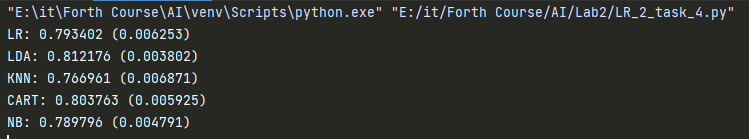 "E:\it\Forth Course\AI\venv\Scripts\python.exe" "E:/it/Forth Course/AI/Lab2/LR_2_task_4.py"
LR: 0.793402 (0.006253)
LDA: 0.812176 (0.003802)
KNN: 0.766961 (0.006871)
CART: 0.803763 (0.005925)
NB: 0.789796 (0.004791)